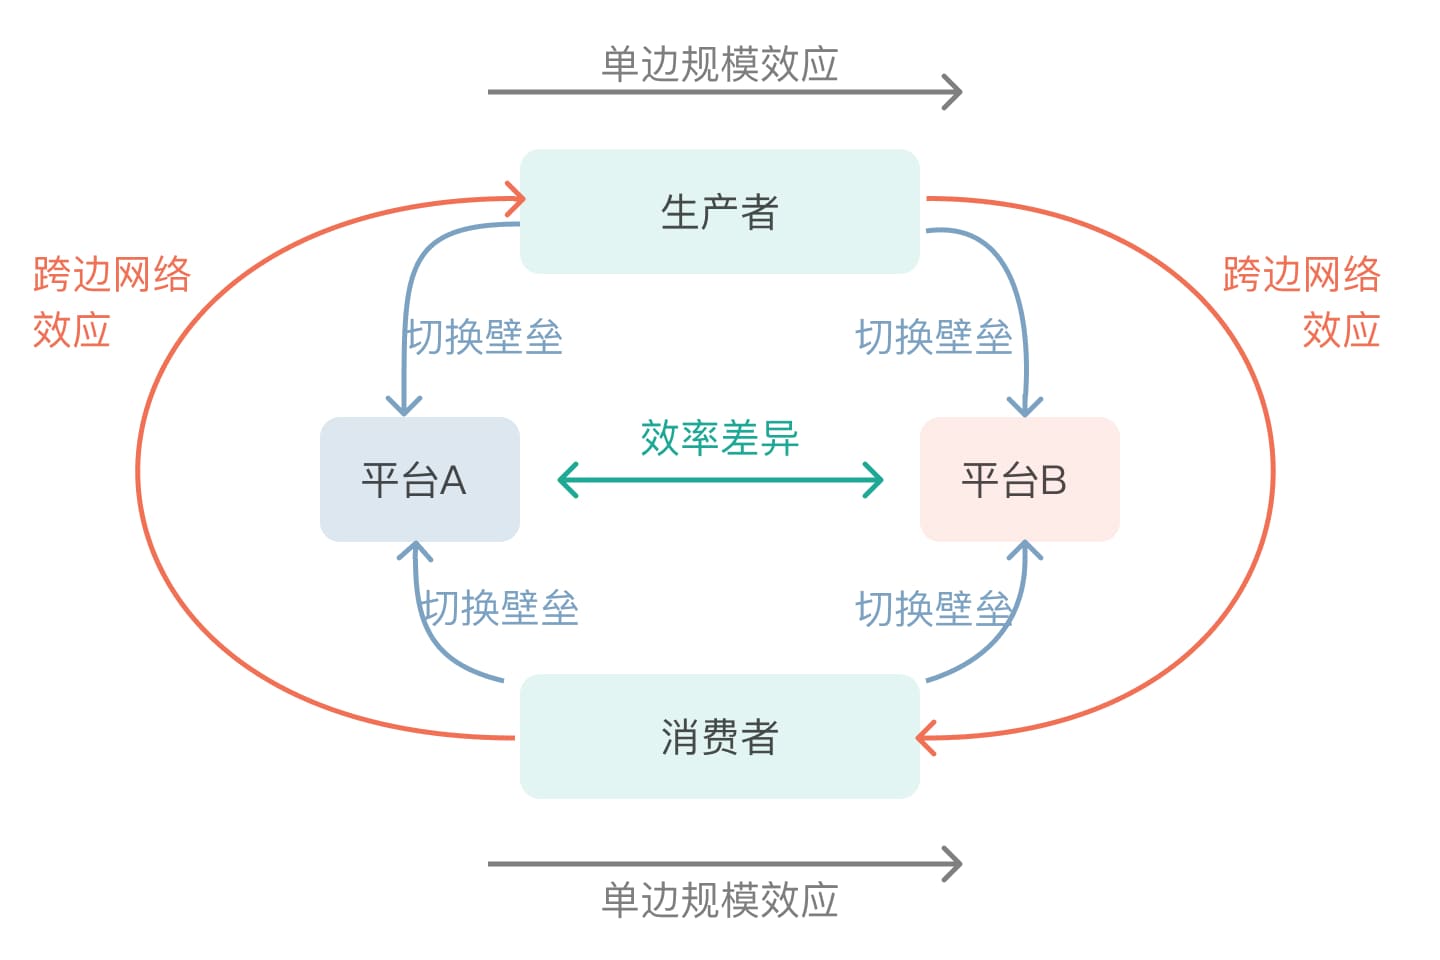 单边规模效应
生产者
跨边网络
效应
跨边网络
效应
切换壁垒
切换壁垒
效率差异
平台A
平台B
切换壁垒
切换壁垒
消费者
单边规模效应